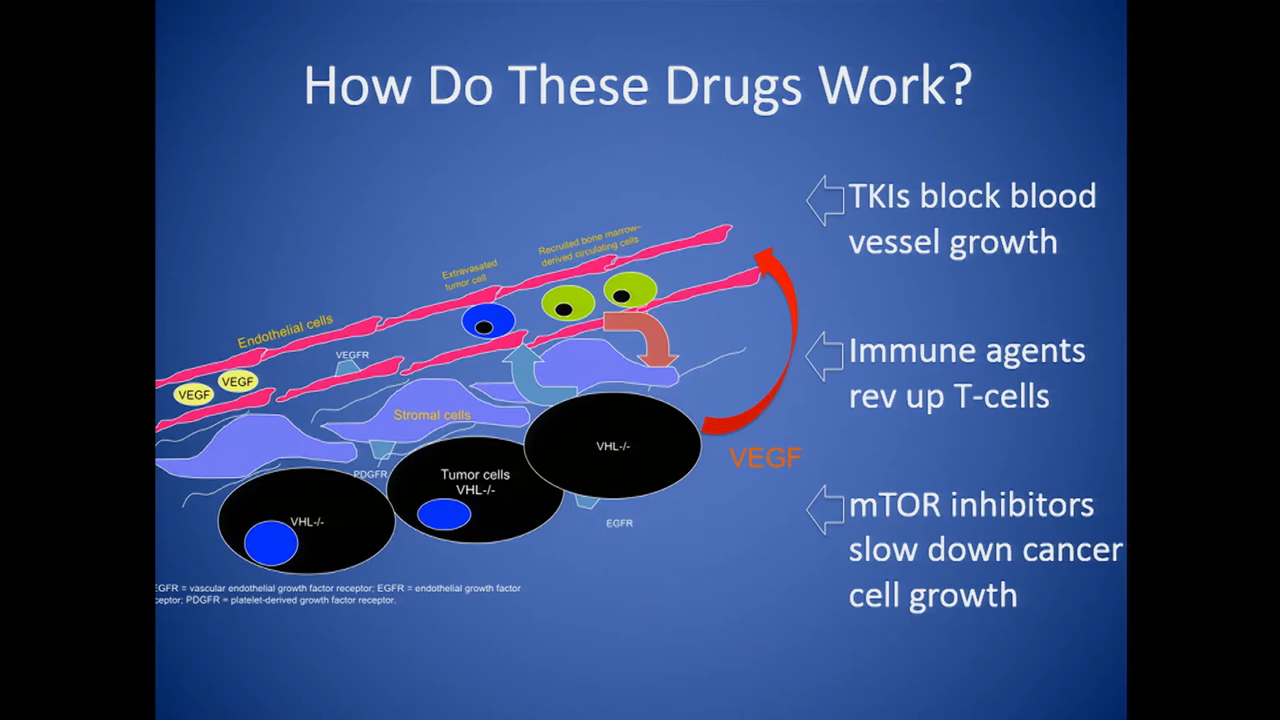 How Do These Drugs Work?
TKIs block blood
vessel growth
Immune agents
rev up T-cells
mTOR inhibitors
slow down cancer
cell growth
Recruited bone marrow–
derived circulating cells
Extravasated
tumor cell
Endothelial cells
VEGFR
VEGF
VEGF
Stromal cells
VHL-/-
VEGF
PDGFR
Tumor cells
VHL-/-
VHL-/-
EGFR
EGFR = vascular endothelial growth factor receptor; EGFR = endothelial growth factor
ceptor; PDGFR = platelet-derived growth factor receptor.